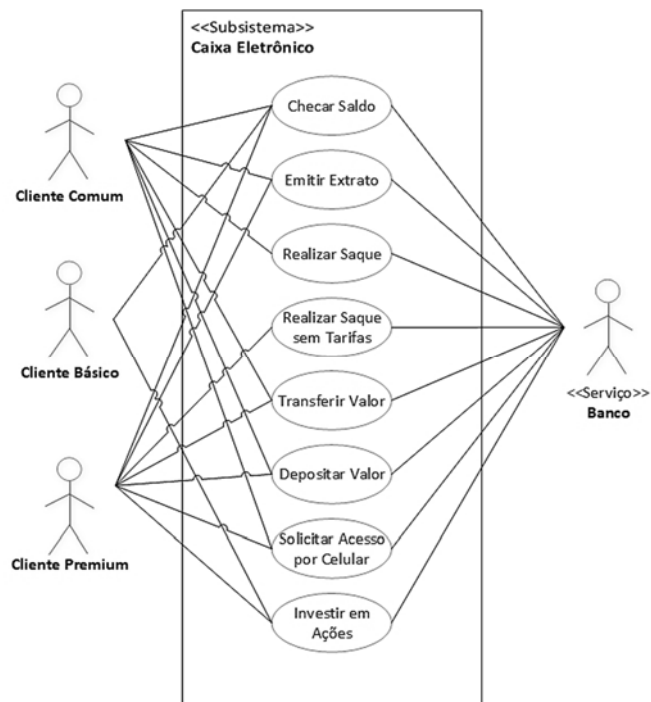 <<Subsistema>>
Caixa Eletrônico
Checar Saldo
Cliente Comum
Emitir Extrato
Realizar Saque
Cliente Básico
Realizar Saque
sem Tarifas
<<Serviço>>
Banco
Transferir Valor
Depositar Valor
Cliente Premium
Solicitar Acesso
por Celular
Investir em
Ações